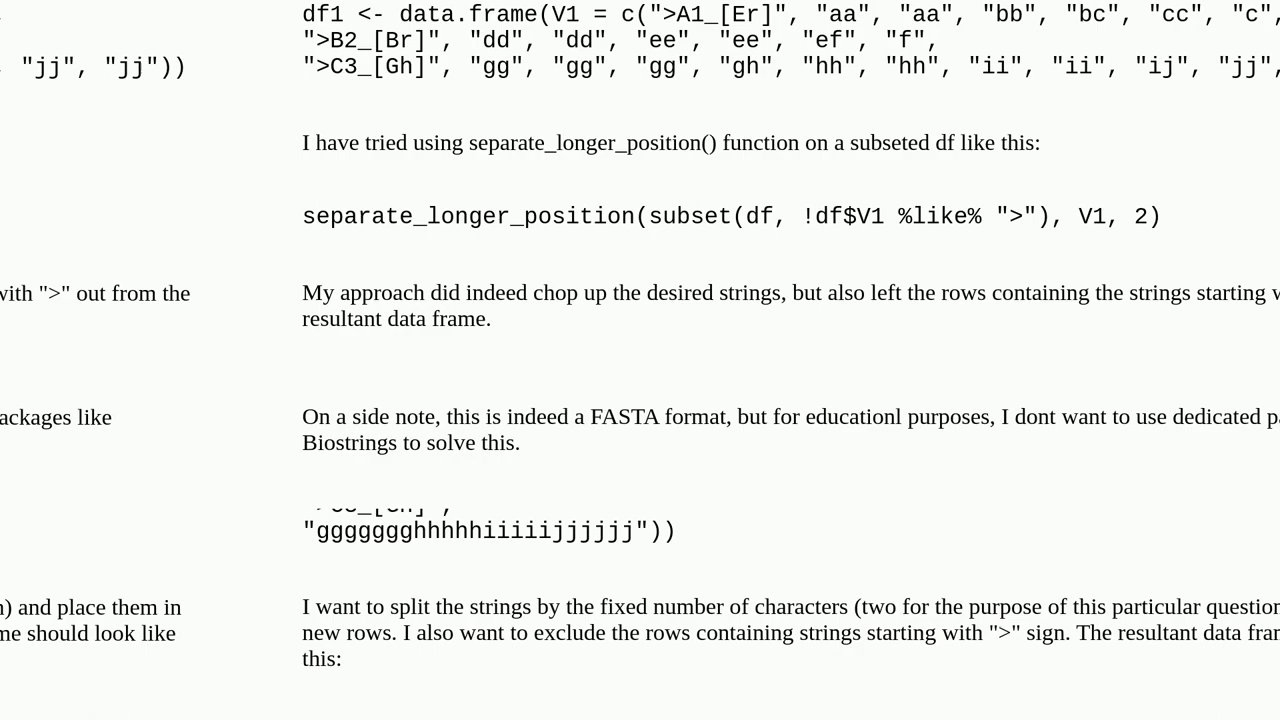 "jj", "jj"))
with ">" out from the
ackages like
n) and place them in
me should look like
df1 <- data.frame(V1 = c(">A1_[Er]", "aa", "aa", "bb", "bc", "cc", "c",
">B2_[Br]", "dd", "dd", "ee", "ee", "ef", "f",
">C3_[Gh]", "gg", "gg", "gg", "gh", "hh", "hh", "ii", "ii", "ij", "jj",
I have tried using separate_longer_position() function on a subseted df like this:
separate_longer_position(subset(df, !df$V1 %like% ">"), V1, 2)
My approach did indeed chop up the desired strings, but also left the rows containing the strings starting w
resultant data frame.
On a side note, this is indeed a FASTA format, but for educationl purposes, I dont want to use dedicated pa
Biostrings to solve this.
"ggggggghhhhhiiiiijjjjjj"))
I want to split the strings by the fixed number of characters (two for the purpose of this particular question
new rows. I also want to exclude the rows containing strings starting with ">" sign. The resultant data fram
this: